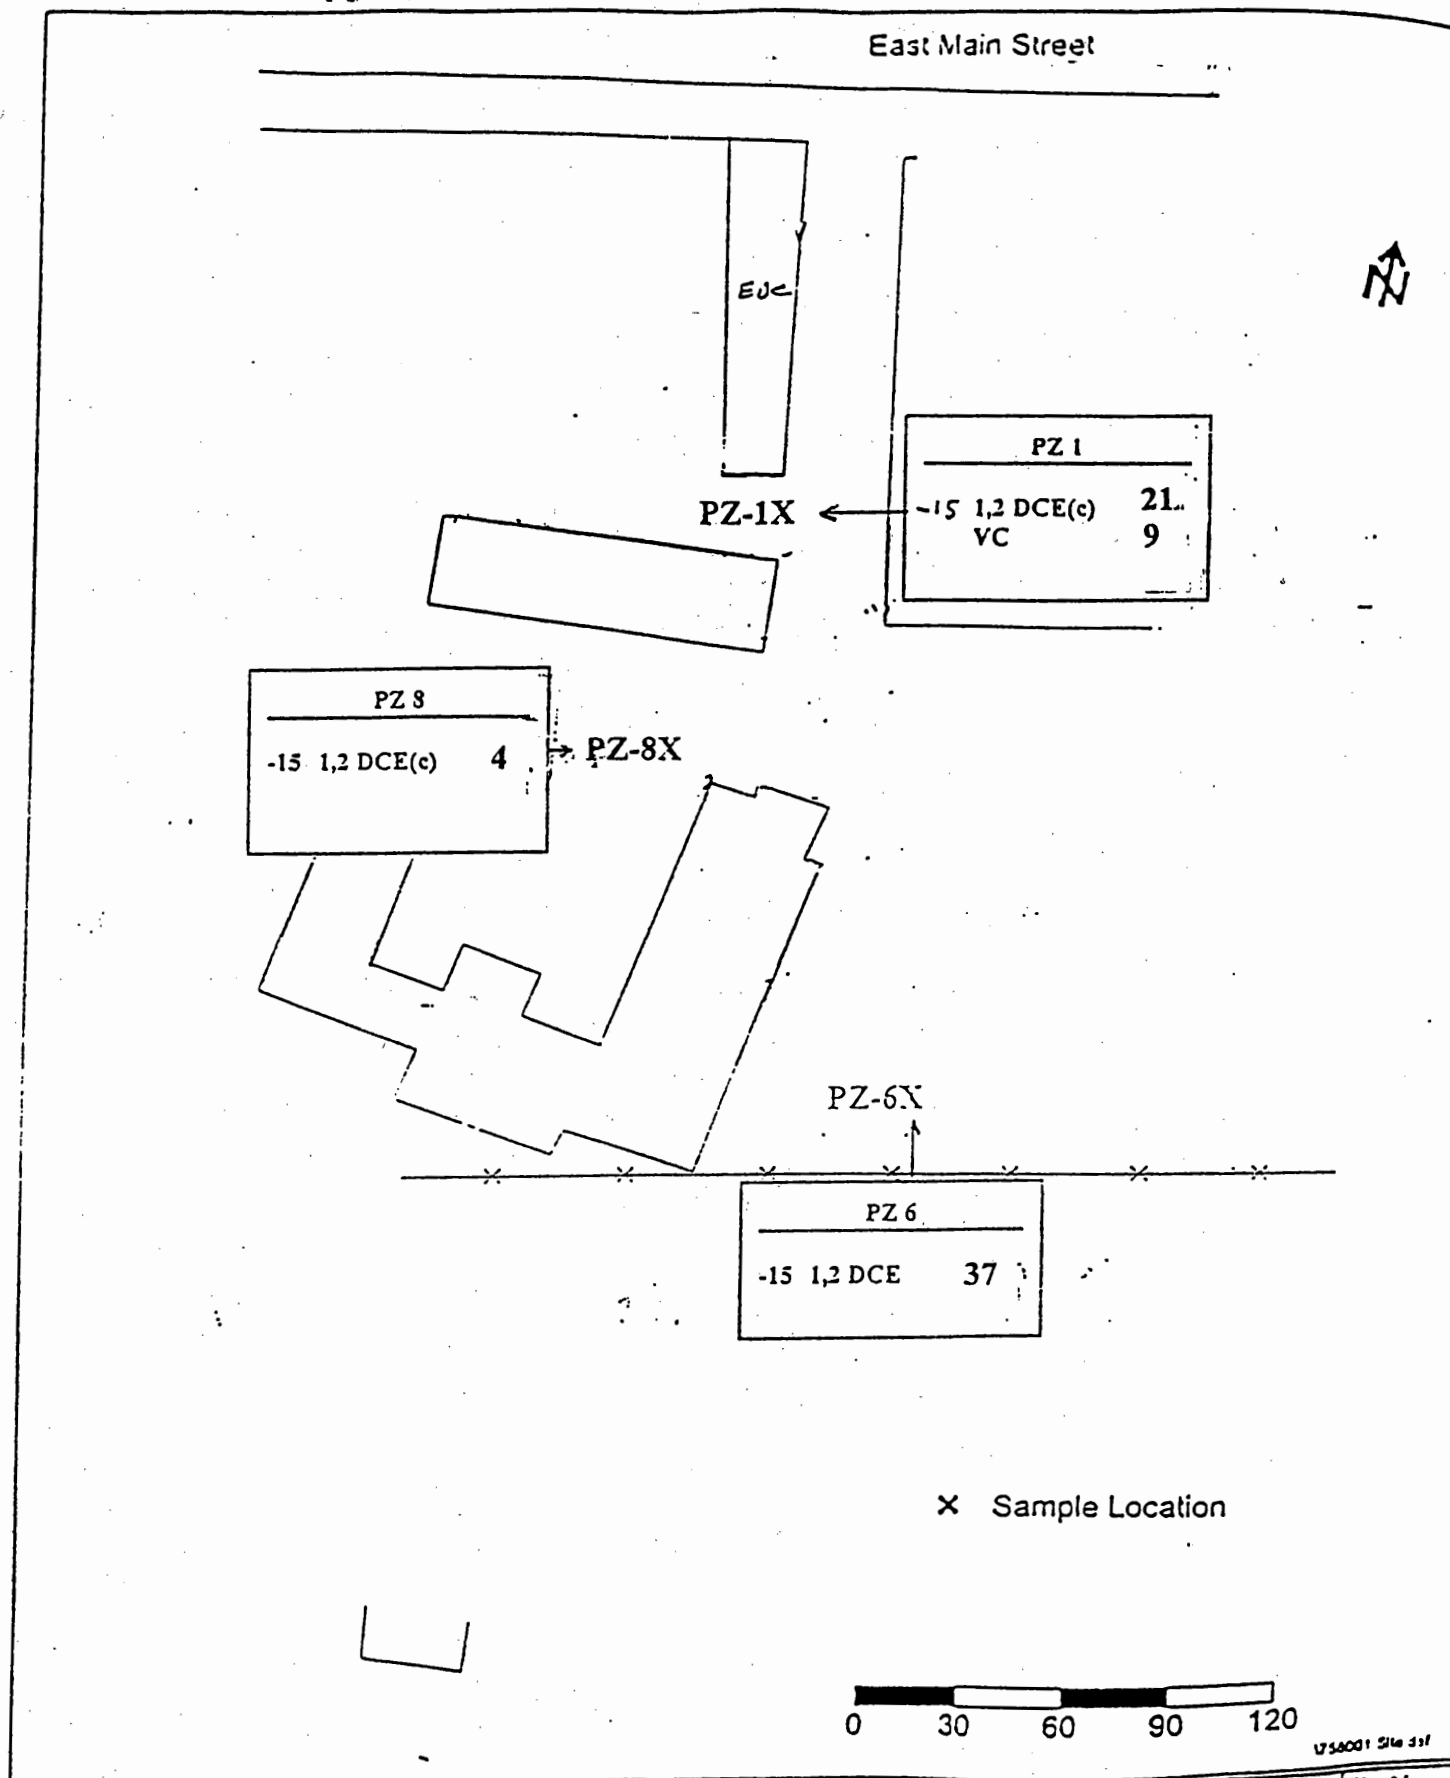 East Main Street
N
PZ 1
PZ-1X
-15 1,2 DCE(c) 21
VC 9
PZ 8
-15 1,2 DCE(c) 4
PZ-8X
PZ-6X
PZ 6
-15 1,2 DCE 37
X Sample Location
0 30 60 90 120